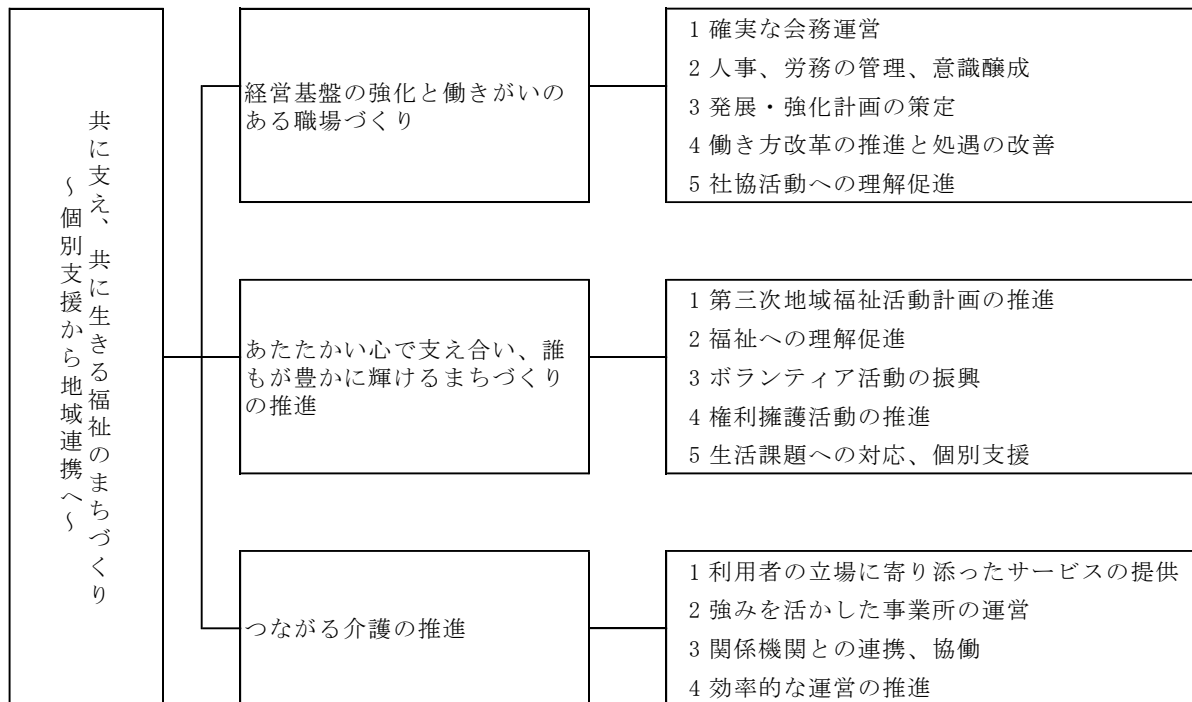 共に支え、共に生きる福祉のまちづくり
～個別支援から地域連携へ～
経営基盤の強化と働きがいの
ある職場づくり
1 確実な会務運営
2 人事、労務の管理、意識醸成
3 発展・強化計画の策定
4 働き方改革の推進と処遇の改善
5 社協活動への理解促進
あたたかい心で支え合い、誰
もが豊かに輝けるまちづくり
の推進
1 第三次地域福祉活動計画の推進
2 福祉への理解促進
3 ボランティア活動の振興
4 権利擁護活動の推進
5 生活課題への対応、個別支援
つながる介護の推進
1 利用者の立場に寄り添ったサービスの提供
2 強みを活かした事業所の運営
3 関係機関との連携、協働
4 効率的な運営の推進